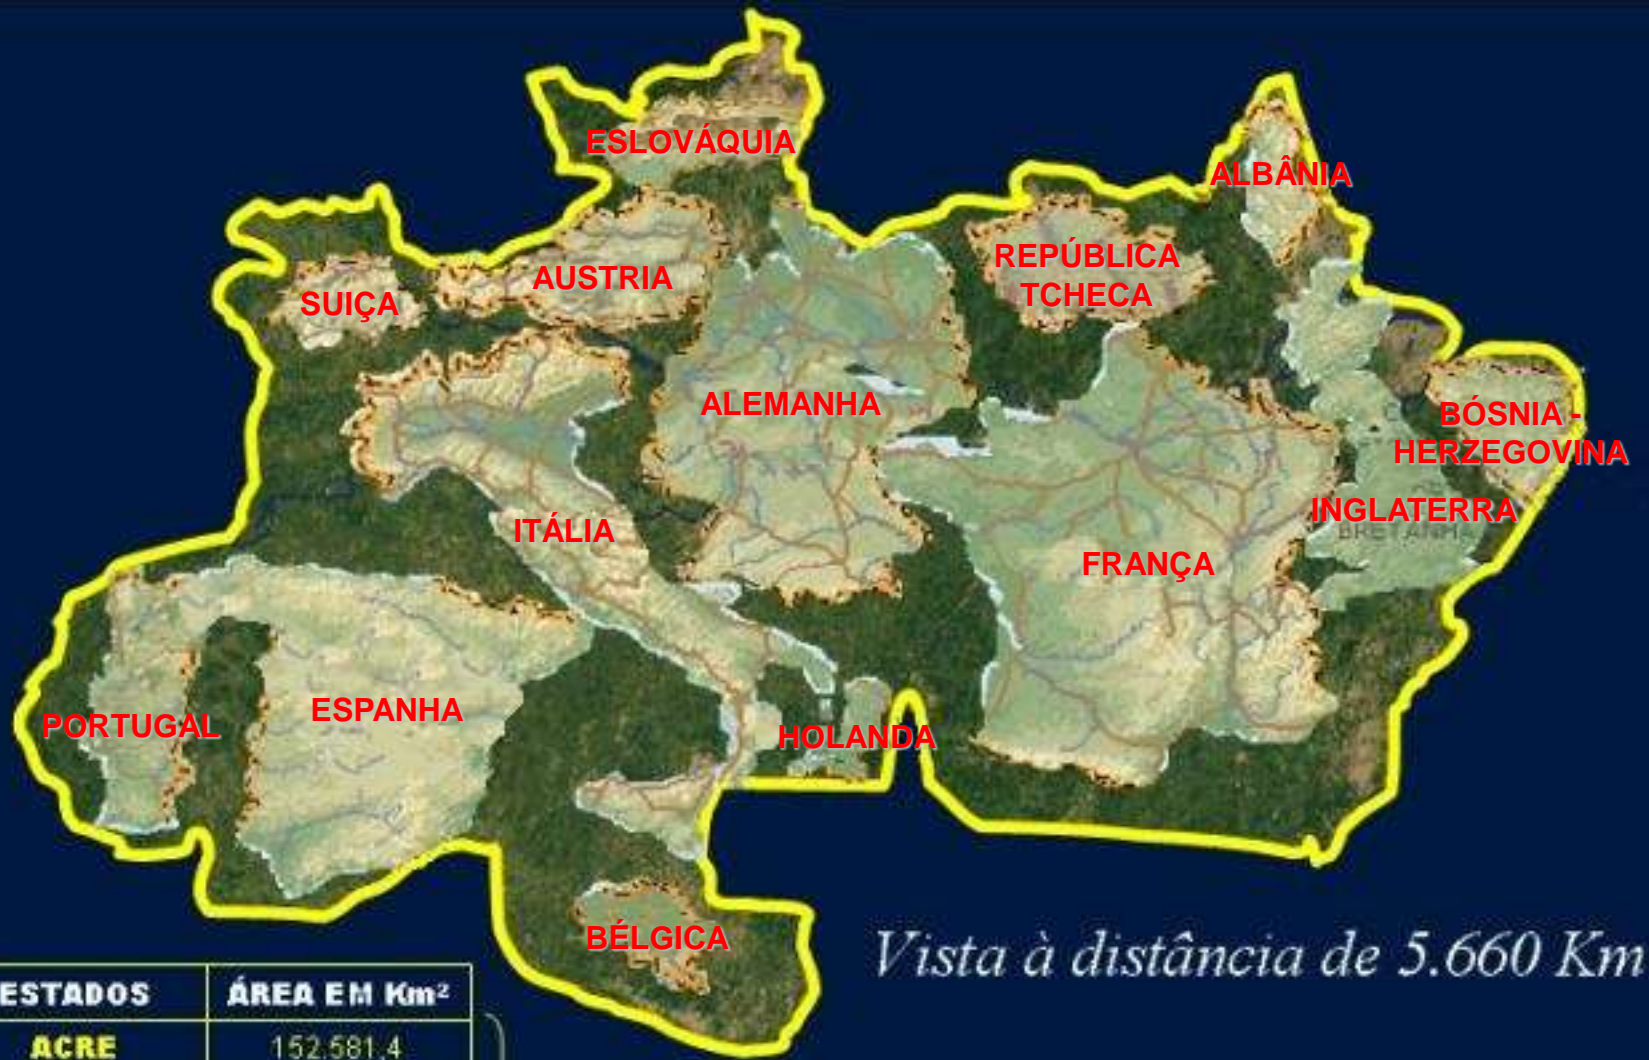 ESLOVÁQUIA
ALBÂNIA
REPÚBLICA
TCHECA
AUSTRIA
SUIÇA
ALEMANHA
BÓSNIA -
HERZEGOVINA
INGLATERRA
BRETANHA
ITÁLIA
FRANÇA
ESPANHA
PORTUGAL
HOLANDA
BÉLGICA
Vista à distância de 5.660 Km
ESTADOS ÁREA EM Km²
ACRE 152.581,4